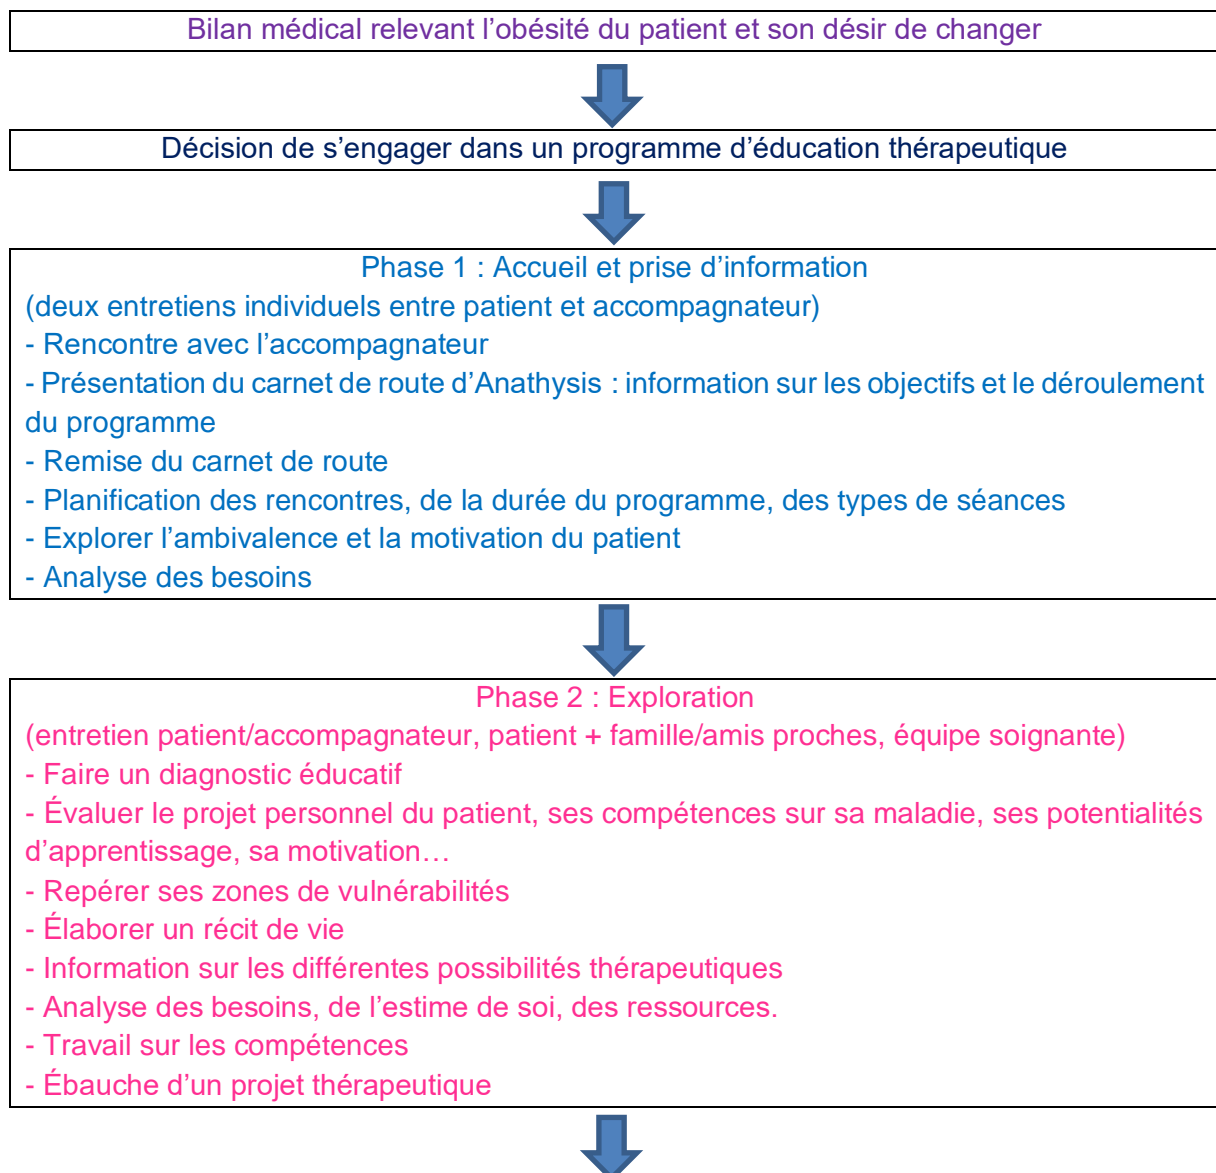 Bilan médical relevant l’obésité du patient et son désir de changer
Décision de s’engager dans un programme d’éducation thérapeutique
Phase 1 : Accueil et prise d’information
(deux entretiens individuels entre patient et accompagnateur)
- Rencontre avec l’accompagnateur
- Présentation du carnet de route d’Anathysis : information sur les objectifs et le déroulement
du programme
- Remise du carnet de route
- Planification des rencontres, de la durée du programme, des types de séances
- Explorer l’ambivalence et la motivation du patient
- Analyse des besoins
Phase 2 : Exploration
(entretien patient/accompagnateur, patient + famille/amis proches, équipe soignante)
- Faire un diagnostic éducatif
- Évaluer le projet personnel du patient, ses compétences sur sa maladie, ses potentialités
d’apprentissage, sa motivation…
- Repérer ses zones de vulnérabilités
- Élaborer un récit de vie
- Information sur les différentes possibilités thérapeutiques
- Analyse des besoins, de l’estime de soi, des ressources.
- Travail sur les compétences
- Ébauche d’un projet thérapeutique